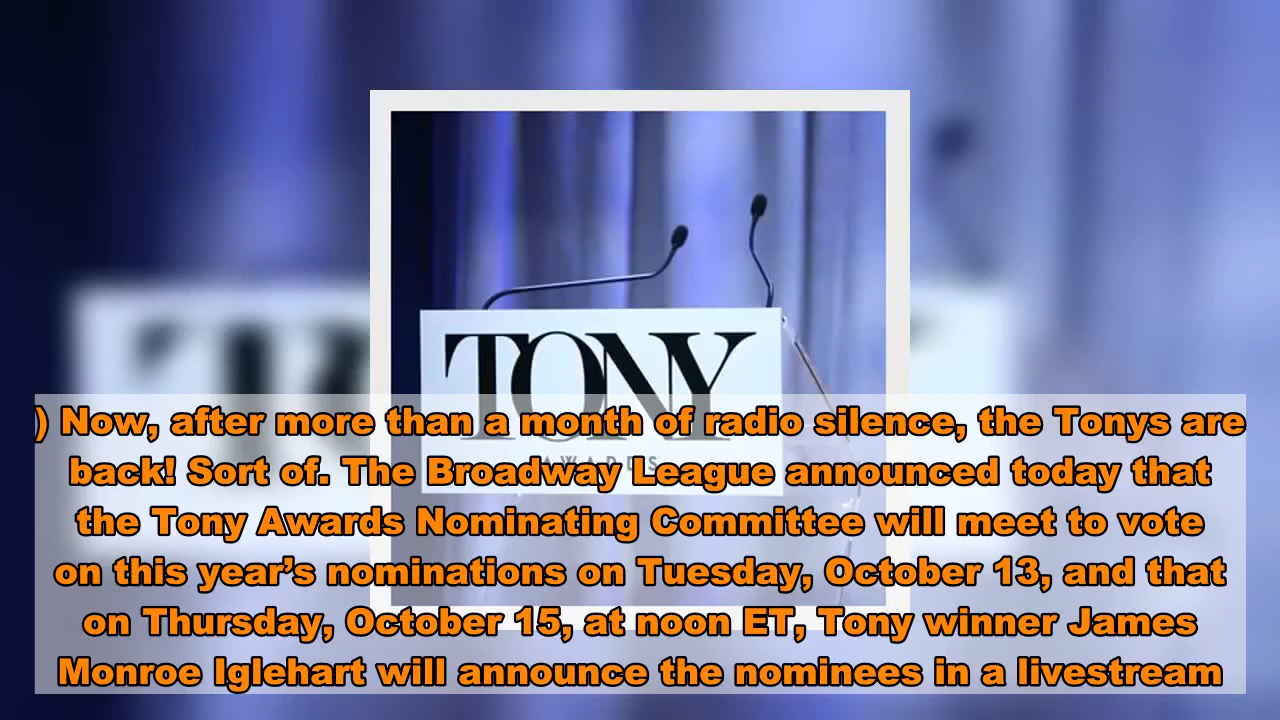 TONY
AWARDS
) Now, after more than a month of radio silence, the Tonys are
back! Sort of. The Broadway League announced today that
the Tony Awards Nominating Committee will meet to vote
on this year’s nominations on Tuesday, October 13, and that
on Thursday, October 15, at noon ET, Tony winner James
Monroe Iglehart will announce the nominees in a livestream